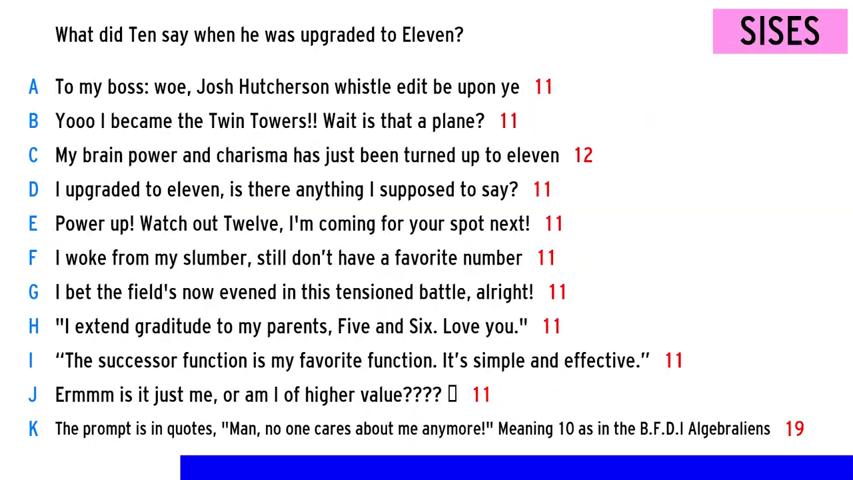 What did Ten say when he was upgraded to Eleven?
SISES
A To my boss: woe, Josh Hutcherson whistle edit be upon ye 11
B Yooo I became the Twin Towers!! Wait is that a plane? 11
C My brain power and charisma has just been turned up to eleven 12
D I upgraded to eleven, is there anything I supposed to say? 11
E Power up! Watch out Twelve, I'm coming for your spot next! 11
F I woke from my slumber, still don’t have a favorite number 11
G I bet the field's now evened in this tensioned battle, alright! 11
H "I extend graditude to my parents, Five and Six. Love you." 11
I “The successor function is my favorite function. It’s simple and effective.” 11
J Ermmm is it just me, or am I of higher value???? 11
K The prompt is in quotes, "Man, no one cares about me anymore!" Meaning 10 as in the B.F.D.I Algebraliens 19